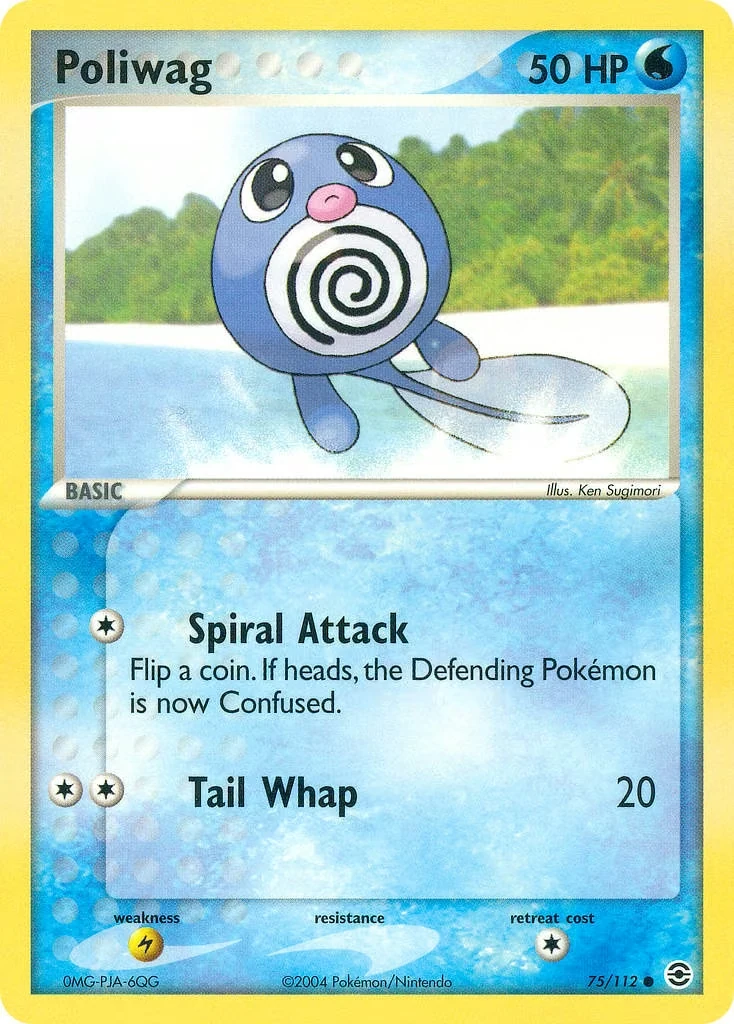 Poliwag
50 HP
BASIC
Illus. Ken Sugimori
Spiral Attack
Flip a coin. If heads, the Defending Pokémon
is now Confused.
Tail Whap 20
weakness resistance retreat cost
0MG-PJA-6QG ©2004 Pokémon/Nintendo 75/112